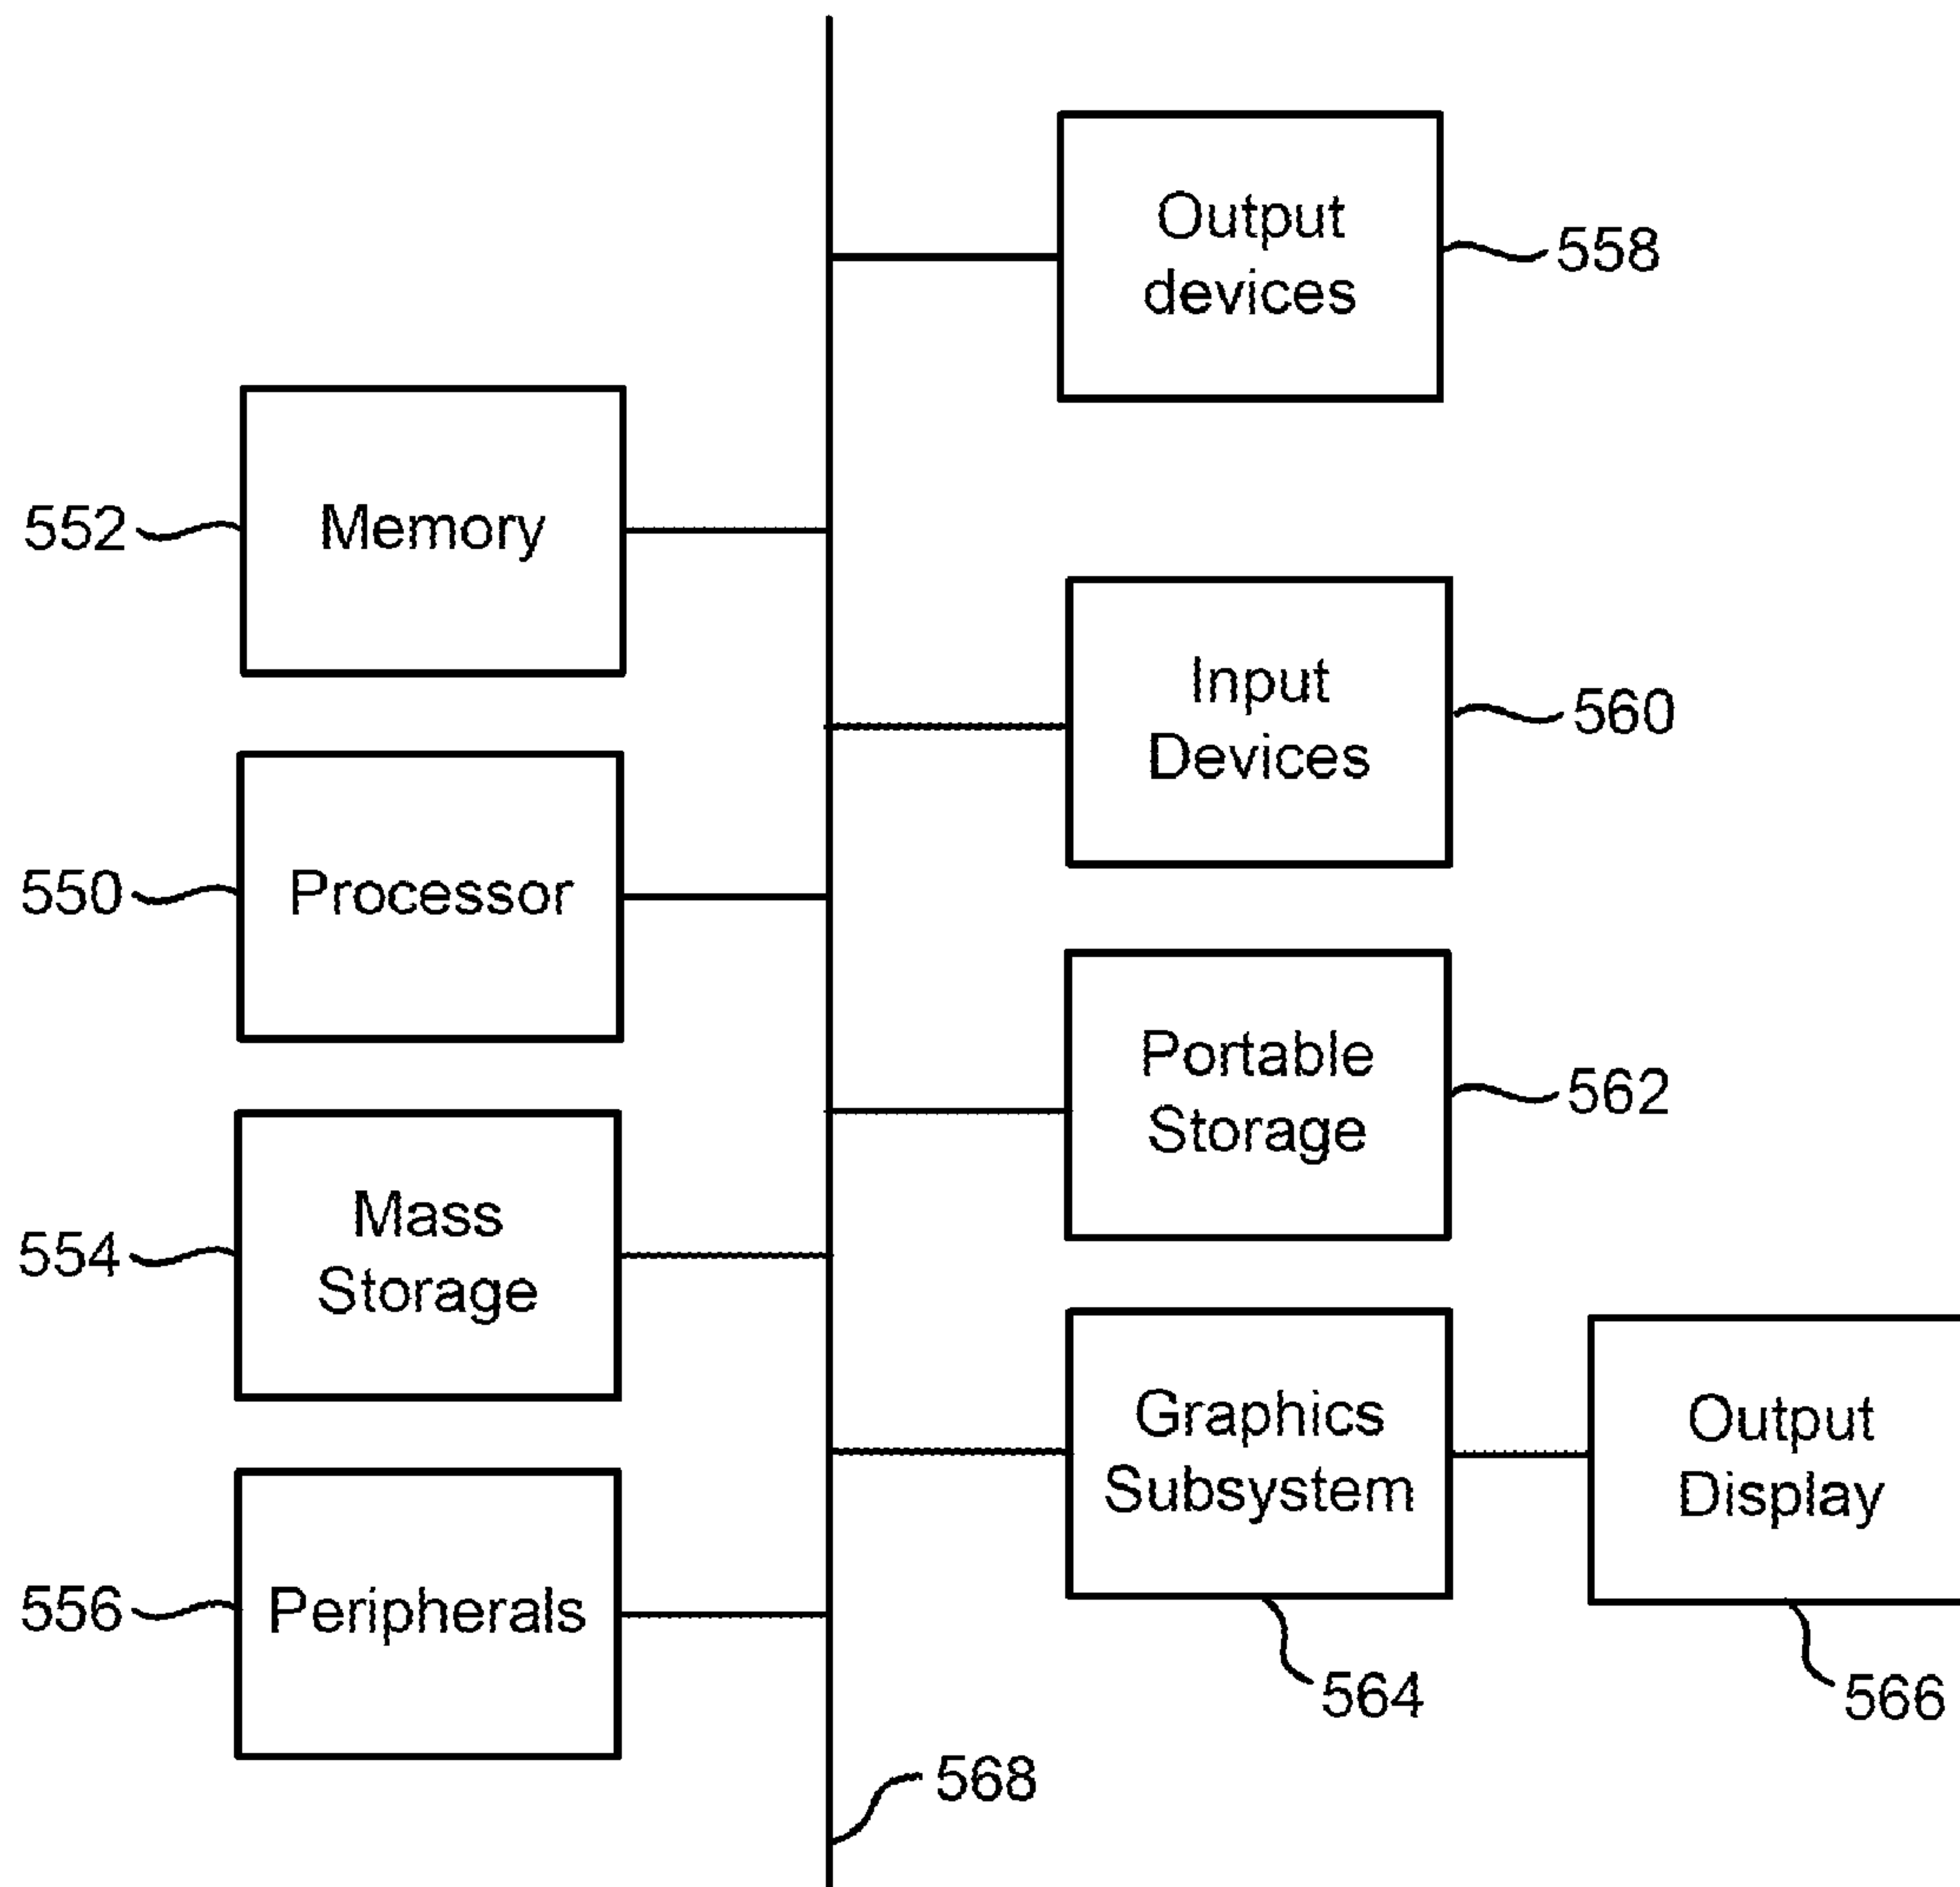 Output
devices
558
552
Memory
Input
Devices
560
550
Processor
Portable
Storage
562
554
Mass
Storage
Graphics
Subsystem
Output
Display
556
Peripherals
564
566
568